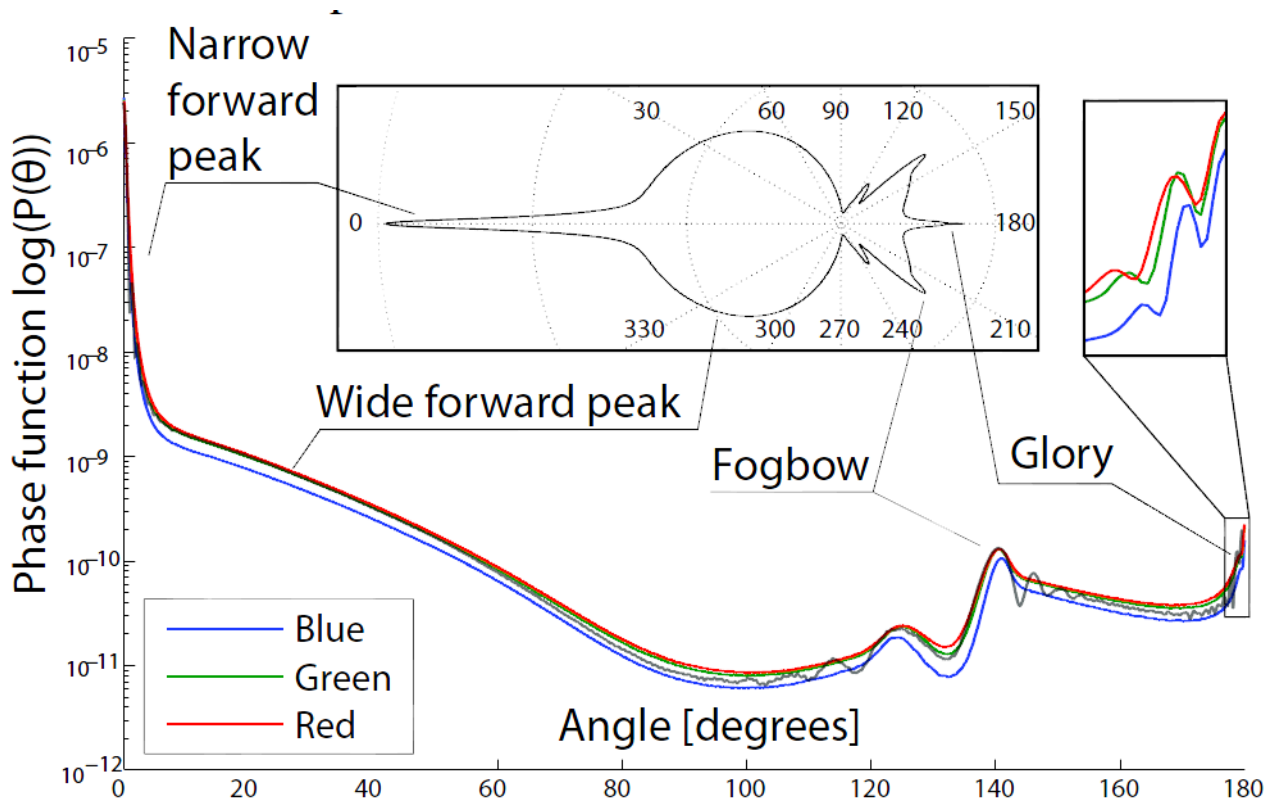 Narrow
forward
peak
10⁻⁵
10⁻⁶
10⁻⁷
10⁻⁸
10⁻⁹
10⁻¹⁰
10⁻¹¹
10⁻¹²
Phase function log(P(θ))
0
30
60
90
120
150
180
330
300
270
240
210
Wide forward peak
Fogbow
Glory
Blue
Green
Red
Angle [degrees]
0 20 40 60 80 100 120 140 160 180